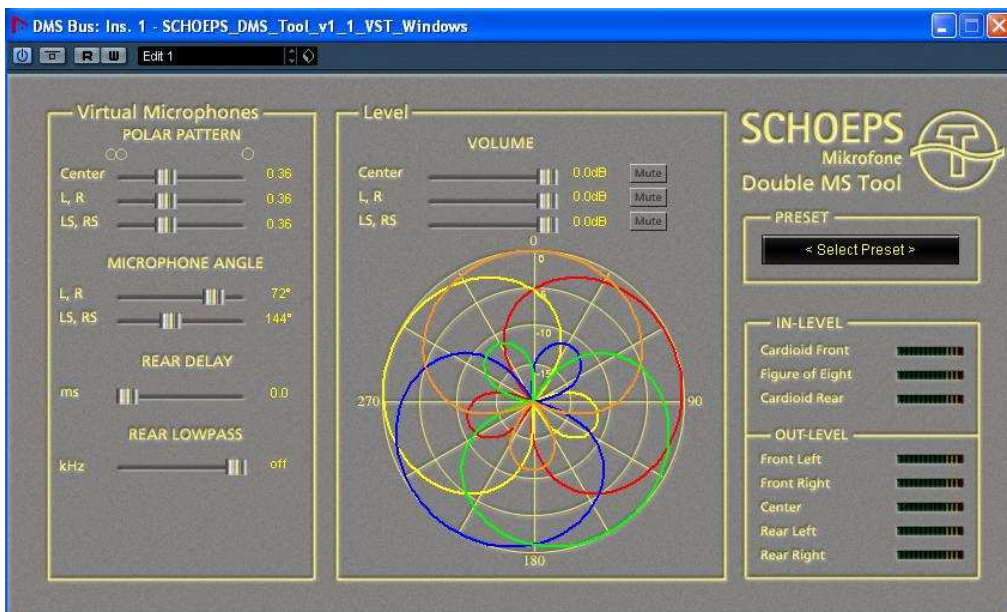 DMS Bus: Ins. 1 - SCHOEPS_DMS_Tool_v1_1_VST_Windows
R W Edit 1
Virtual Microphones
POLAR PATTERN
Center 0.36
L, R 0.36
LS, RS 0.36
MICROPHONE ANGLE
L, R 72°
LS, RS 144°
REAR DELAY
ms 0.0
REAR LOWPASS
kHz off
Level
VOLUME
Center 0.0dB Mute
L, R 0.0dB Mute
LS, RS 0.0dB Mute
0
0
-5
-10
-15
270 90
180
SCHOEPS
Mikrofone
Double MS Tool
PRESET
< Select Preset >
IN-LEVEL
Cardioid Front
Figure of Eight
Cardioid Rear
OUT-LEVEL
Front Left
Front Right
Center
Rear Left
Rear Right